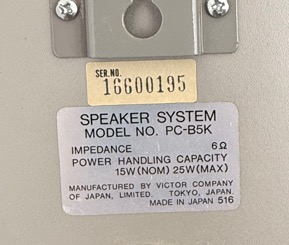 SER.NO.
16600195
SPEAKER SYSTEM
MODEL NO. PC-B5K
IMPEDANCE 6Ω
POWER HANDLING CAPACITY
15W(NOM) 25W(MAX)
MANUFACTURED BY VICTOR COMPANY
OF JAPAN, LIMITED. TOKYO, JAPAN.
MADE IN JAPAN 516